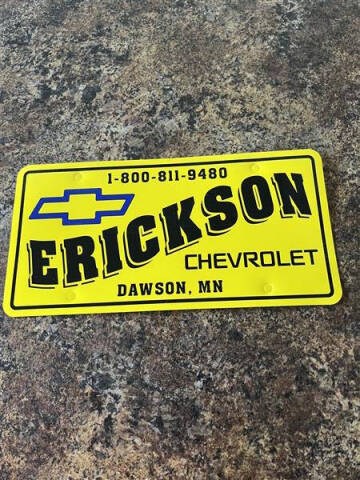 1-800-811-9480
ERICKSON
CHEVROLET
DAWSON, MN